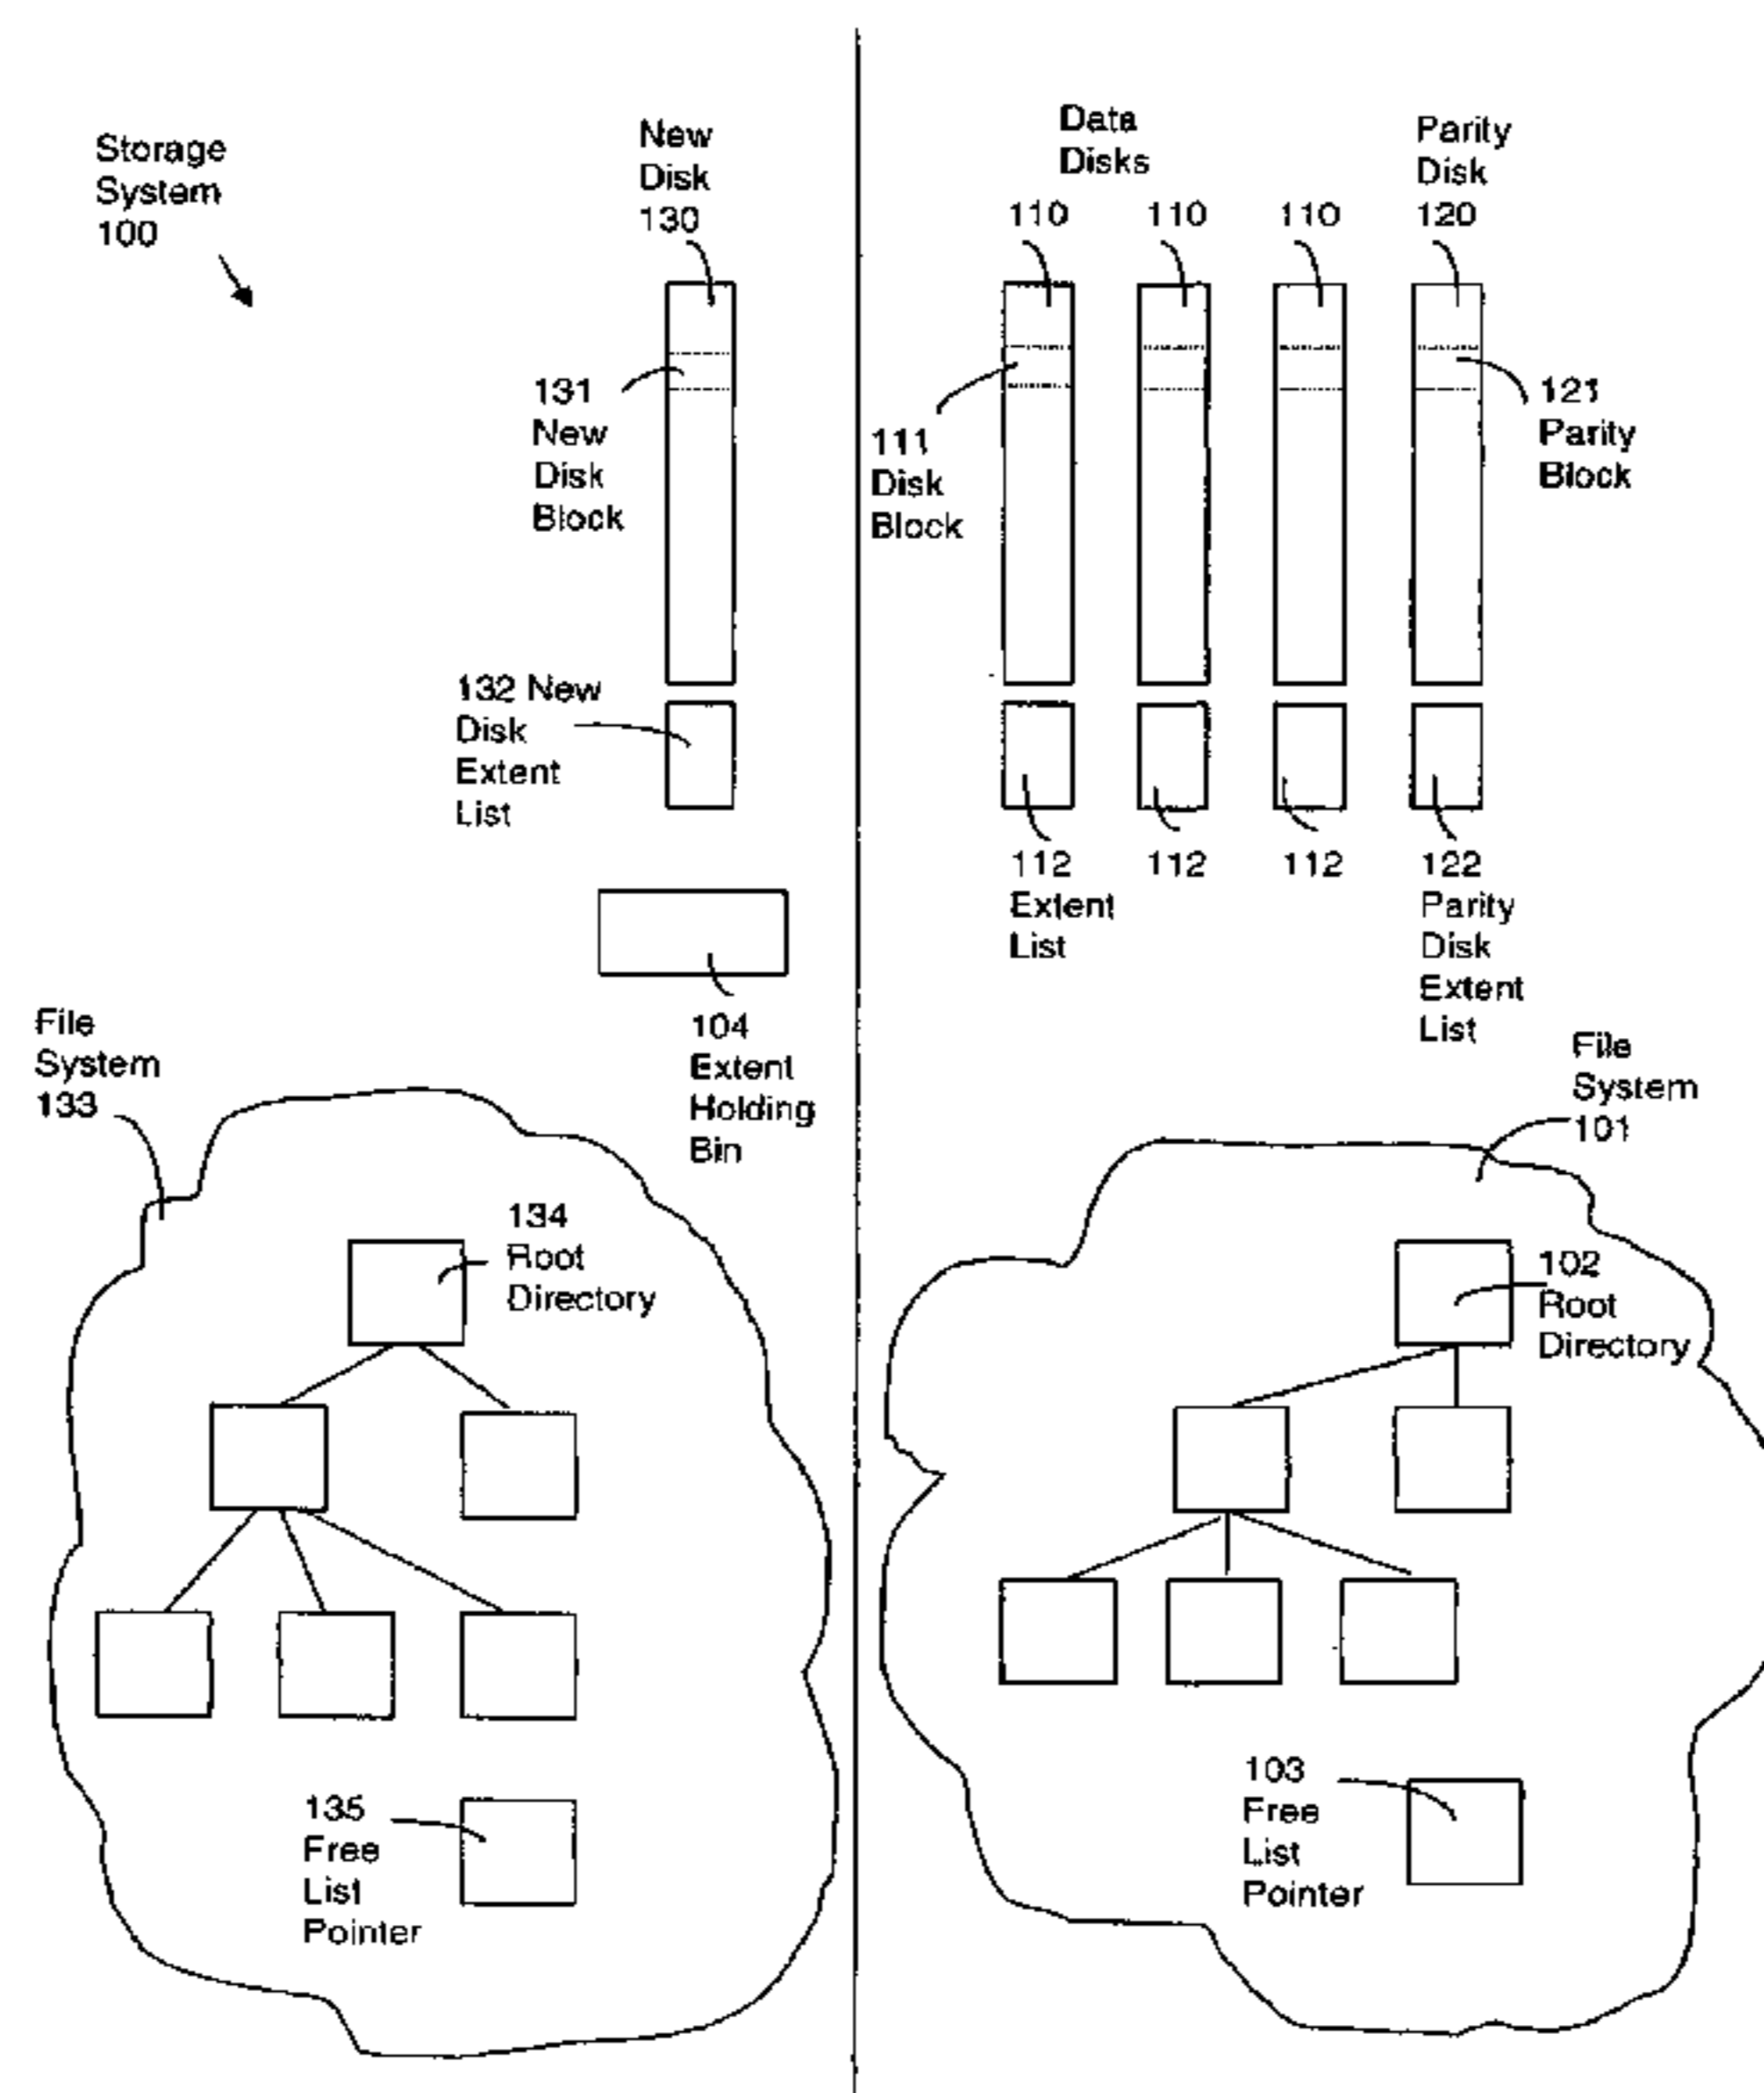 Storage
System
100
New
Disk
130
131
New
Disk
Block
132 New
Disk
Extent
List
104
Extent
Holding
Bin
File
System
133
134
Root
Directory
135
Free
List
Pointer
Data
Disks
110
110
110
Parity
Disk
120
111
Disk
Block
121
Parity
Block
112
Extent
List
112
112
122
Parity
Disk
Extent
List
File
System
101
102
Root
Directory
103
Free
List
Pointer